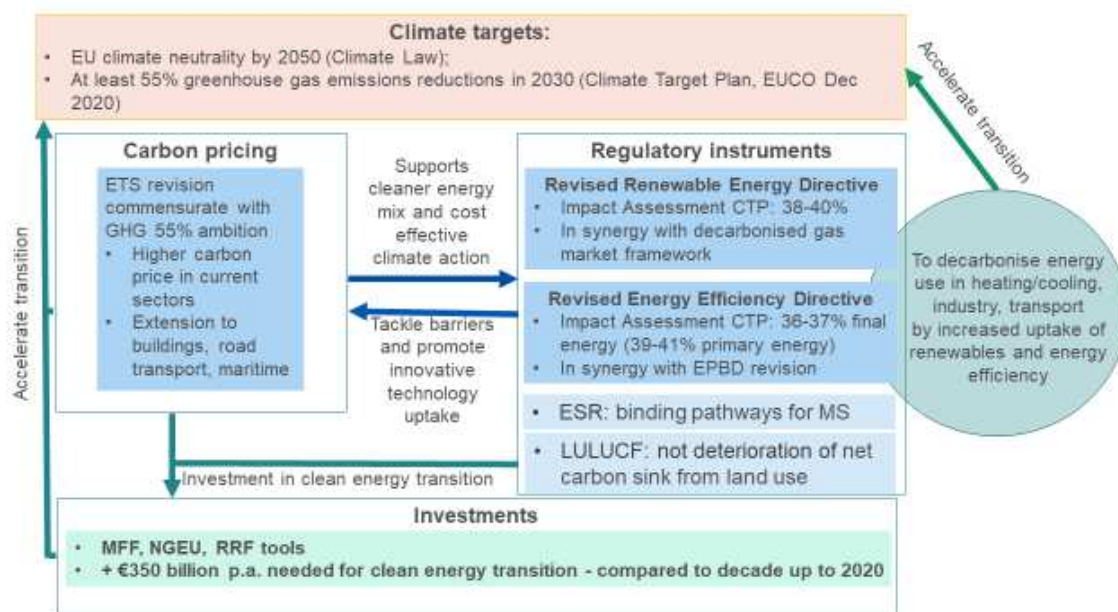 Climate targets:
• EU climate neutrality by 2050 (Climate Law);
• At least 55% greenhouse gas emissions reductions in 2030 (Climate Target Plan, EUCO Dec
2020)
Accelerate transition
Accelerate transition
Carbon pricing
ETS revision
commensurate with
GHG 55% ambition
• Higher carbon
price in current
sectors
• Extension to
buildings, road
transport, maritime
Supports
cleaner energy
mix and cost
effective
climate action
Tackle barriers
and promote
innovative
technology
uptake
Regulatory instruments
Revised Renewable Energy Directive
• Impact Assessment CTP: 38-40%
• In synergy with decarbonised gas
market framework
Revised Energy Efficiency Directive
• Impact Assessment CTP: 36-37% final
energy (39-41% primary energy)
• In synergy with EPBD revision
• ESR: binding pathways for MS
• LULUCF: not deterioration of net
carbon sink from land use
To decarbonise energy
use in heating/cooling,
industry, transport
by increased uptake of
renewables and energy
efficiency
Investment in clean energy transition
Investments
• MFF, NGEU, RRF tools
• + €350 billion p.a. needed for clean energy transition - compared to decade up to 2020